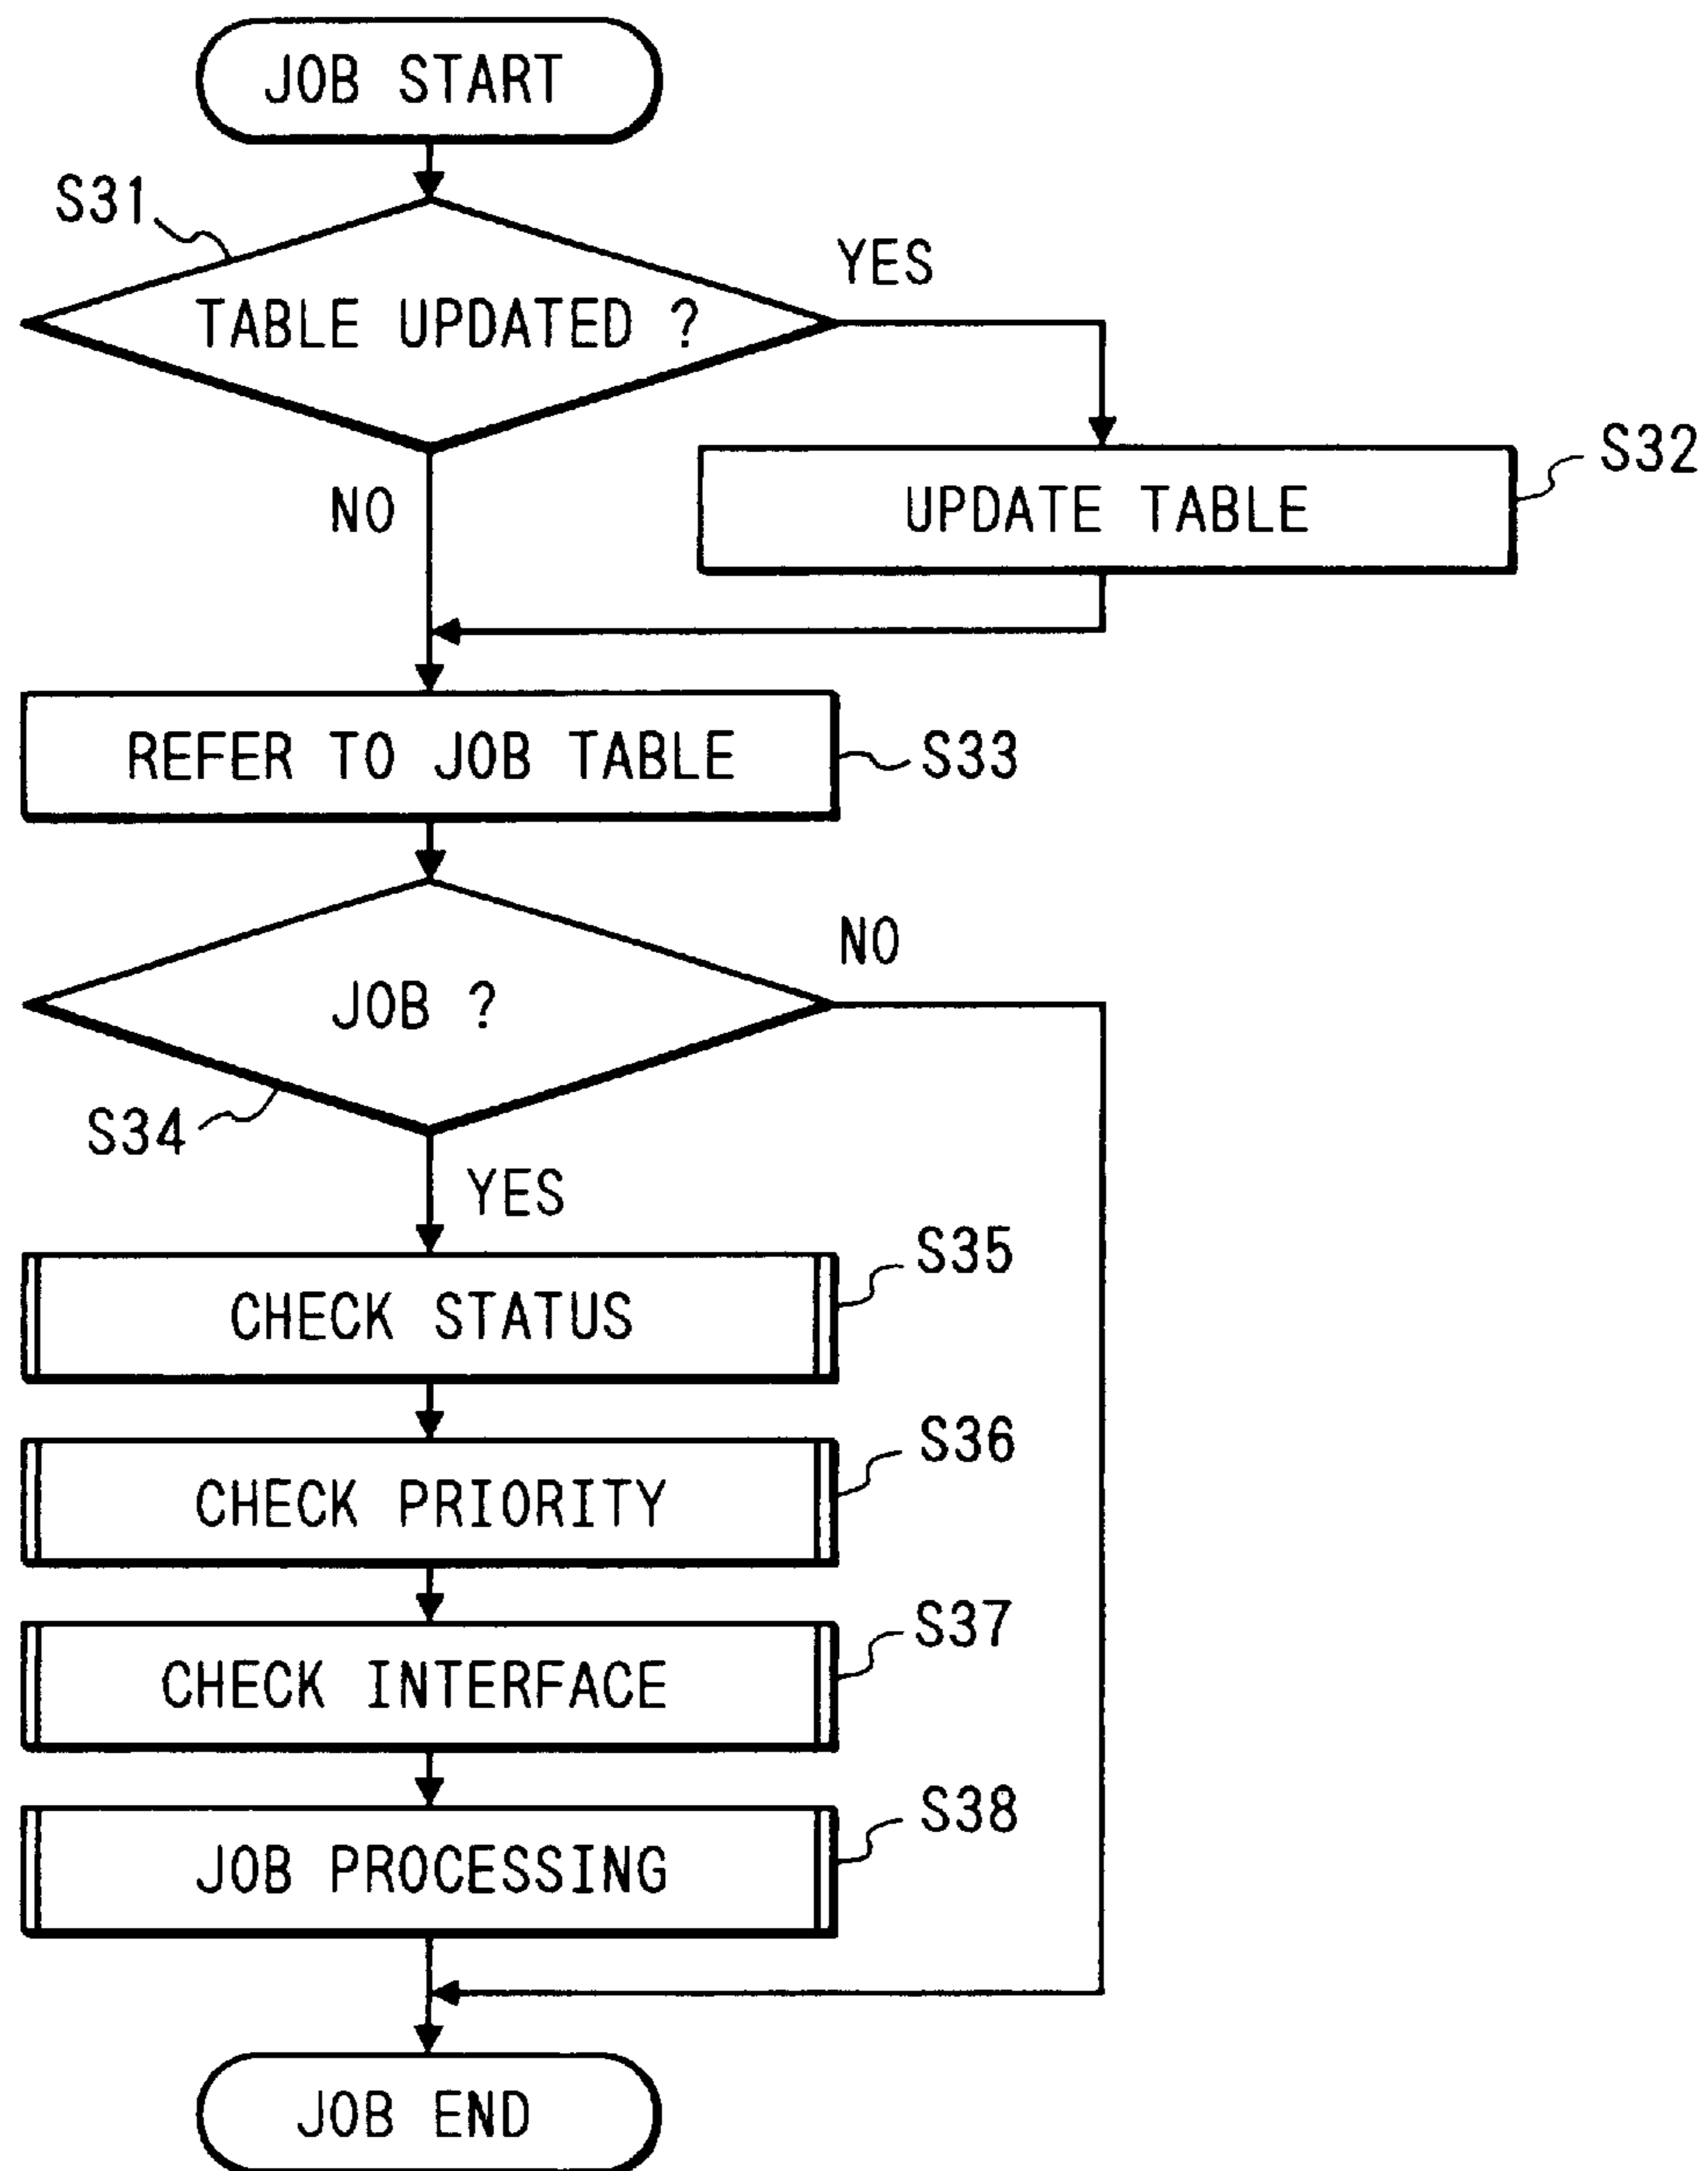 JOB START
S31
YES
TABLE UPDATED ?
S32
NO
UPDATE TABLE
REFER TO JOB TABLE
S33
NO
JOB ?
S34
YES
S35
CHECK STATUS
S36
CHECK PRIORITY
S37
CHECK INTERFACE
S38
JOB PROCESSING
JOB END